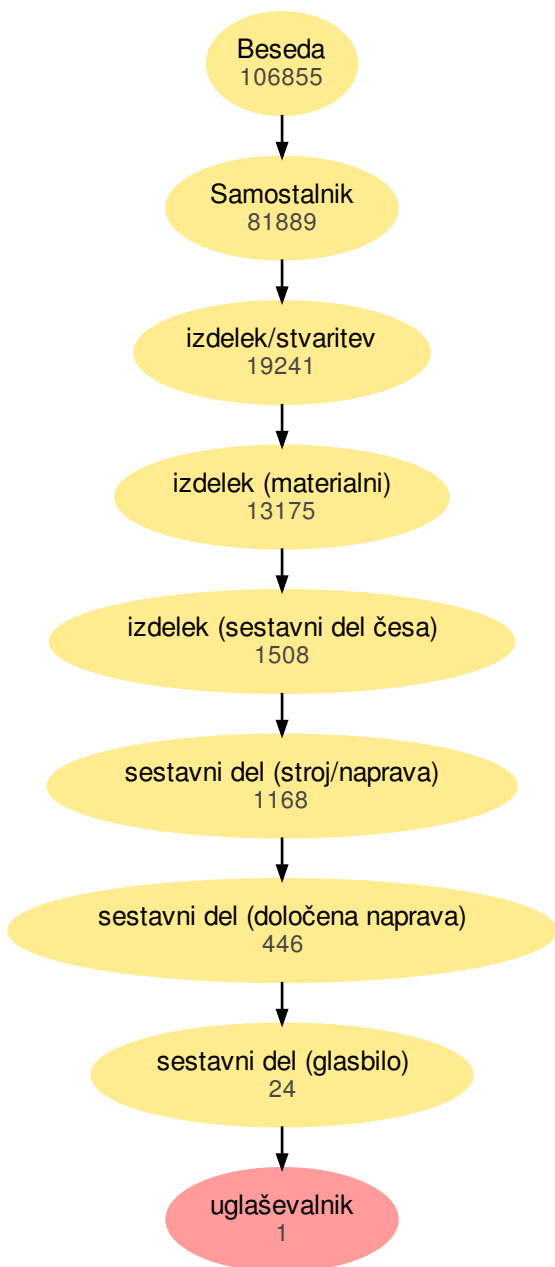 Beseda
106855
Samostalnik
81889
izdelek/stvaritev
19241
izdelek (materialni)
13175
izdelek (sestavni del česa)
1508
sestavni del (stroj/naprava)
1168
sestavni del (določena naprava)
446
sestavni del (glasbilo)
24
uglaševalnik
1